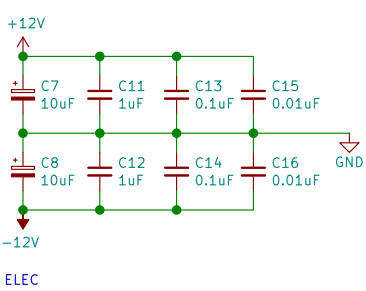 +12V
C7 C11 C13 C15
10uF 1uF 0.1uF 0.01uF
GND
C8 C12 C14 C16
10uF 1uF 0.1uF 0.01uF
-12V
ELEC